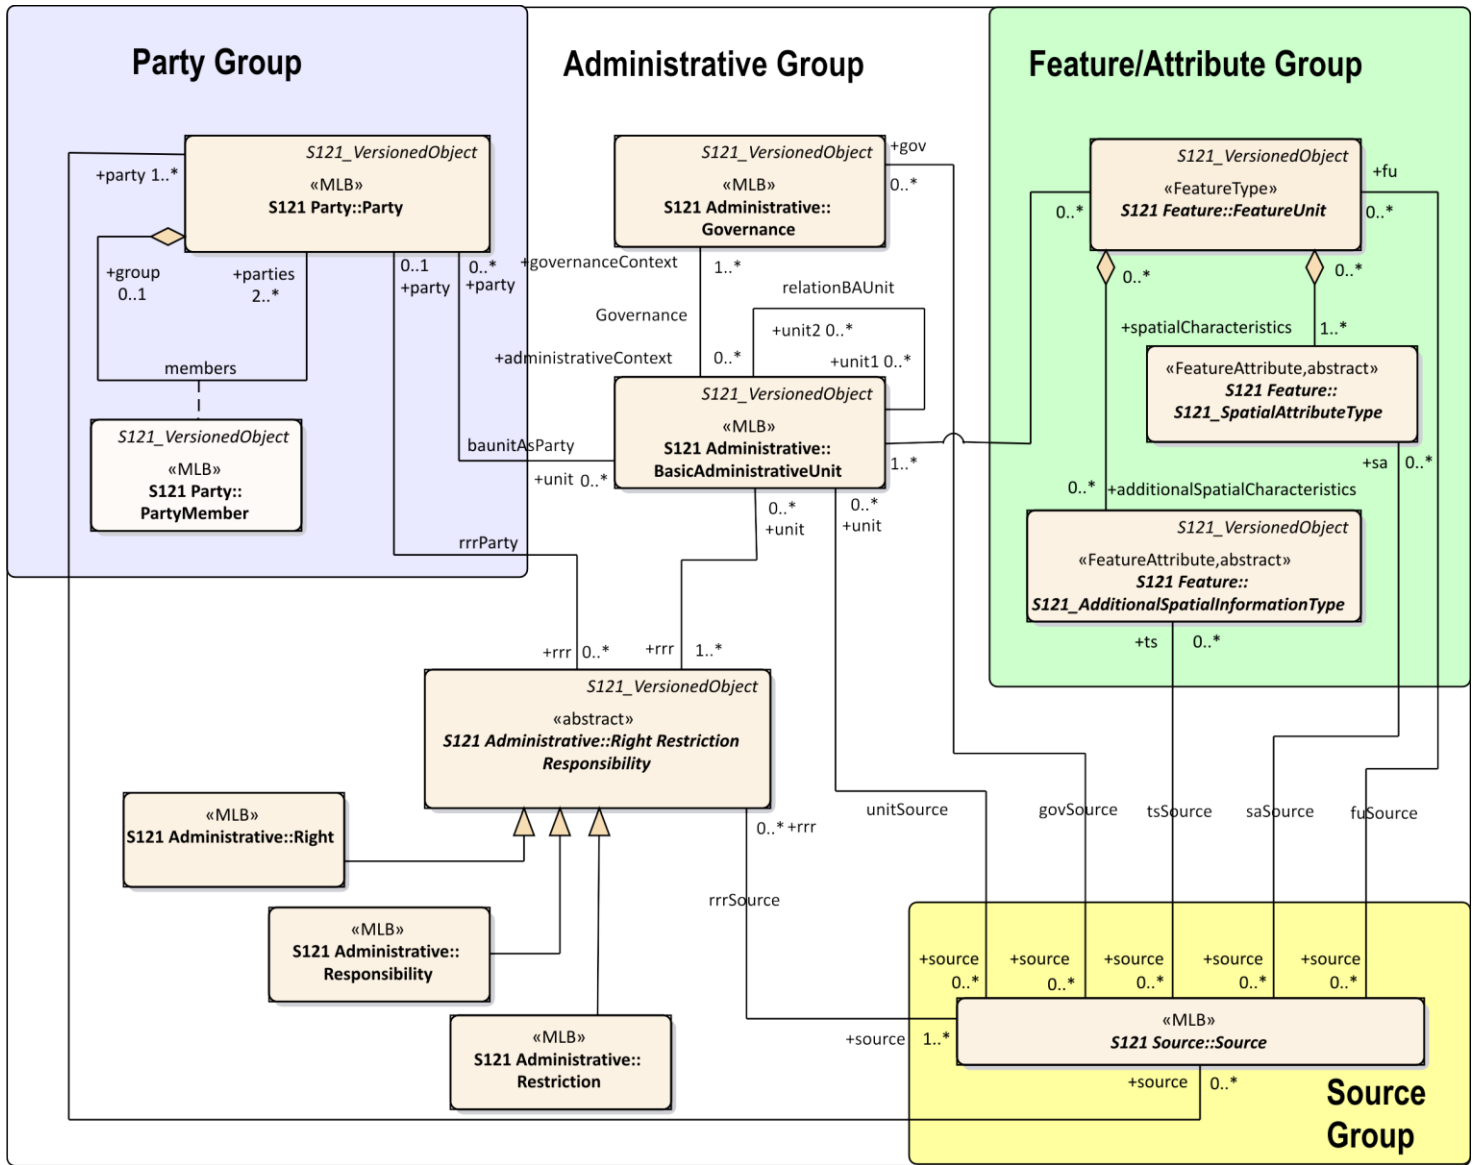 Party Group
Administrative Group
Feature/Attribute Group
S121_VersionedObject
«MLB»
S121 Party::Party
+party 1..*
+group
0..1
+parties
2..*
members
0..1
+party
0..*
+party
S121_VersionedObject
«MLB»
S121 Party::
PartyMember
baunitAsParty
+unit 0..*
rrrParty
S121_VersionedObject
«MLB»
S121 Administrative::
Governance
+gov
0..*
+governanceContext
1..*
Governance
+administrativeContext
0..*
relationBAUnit
+unit2 0..*
+unit1 0..*
S121_VersionedObject
«MLB»
S121 Administrative::
BasicAdministrativeUnit
1..*
0..*
+unit
0..*
+unit
S121_VersionedObject
«FeatureType»
S121 Feature::FeatureUnit
0..*
+fu
0..*
0..*
0..*
+spatialCharacteristics
1..*
«FeatureAttribute,abstract»
S121 Feature::
S121_SpatialAttributeType
+sa
0..*
0..*
+additionalSpatialCharacteristics
S121_VersionedObject
«FeatureAttribute,abstract»
S121 Feature::
S121_AdditionalSpatialInformationType
+ts
0..*
+rrr
0..*
+rrr
1..*
S121_VersionedObject
«abstract»
S121 Administrative::Right Restriction
Responsibility
0..* +rrr
«MLB»
S121 Administrative::Right
«MLB»
S121 Administrative::
Responsibility
«MLB»
S121 Administrative::
Restriction
rrrSource
unitSource
govSource
tsSource
saSource
fuSource
+source
0..*
+source
0..*
+source
0..*
+source
0..*
+source
0..*
+source
1..*
«MLB»
S121 Source::Source
+source
0..*
Source
Group